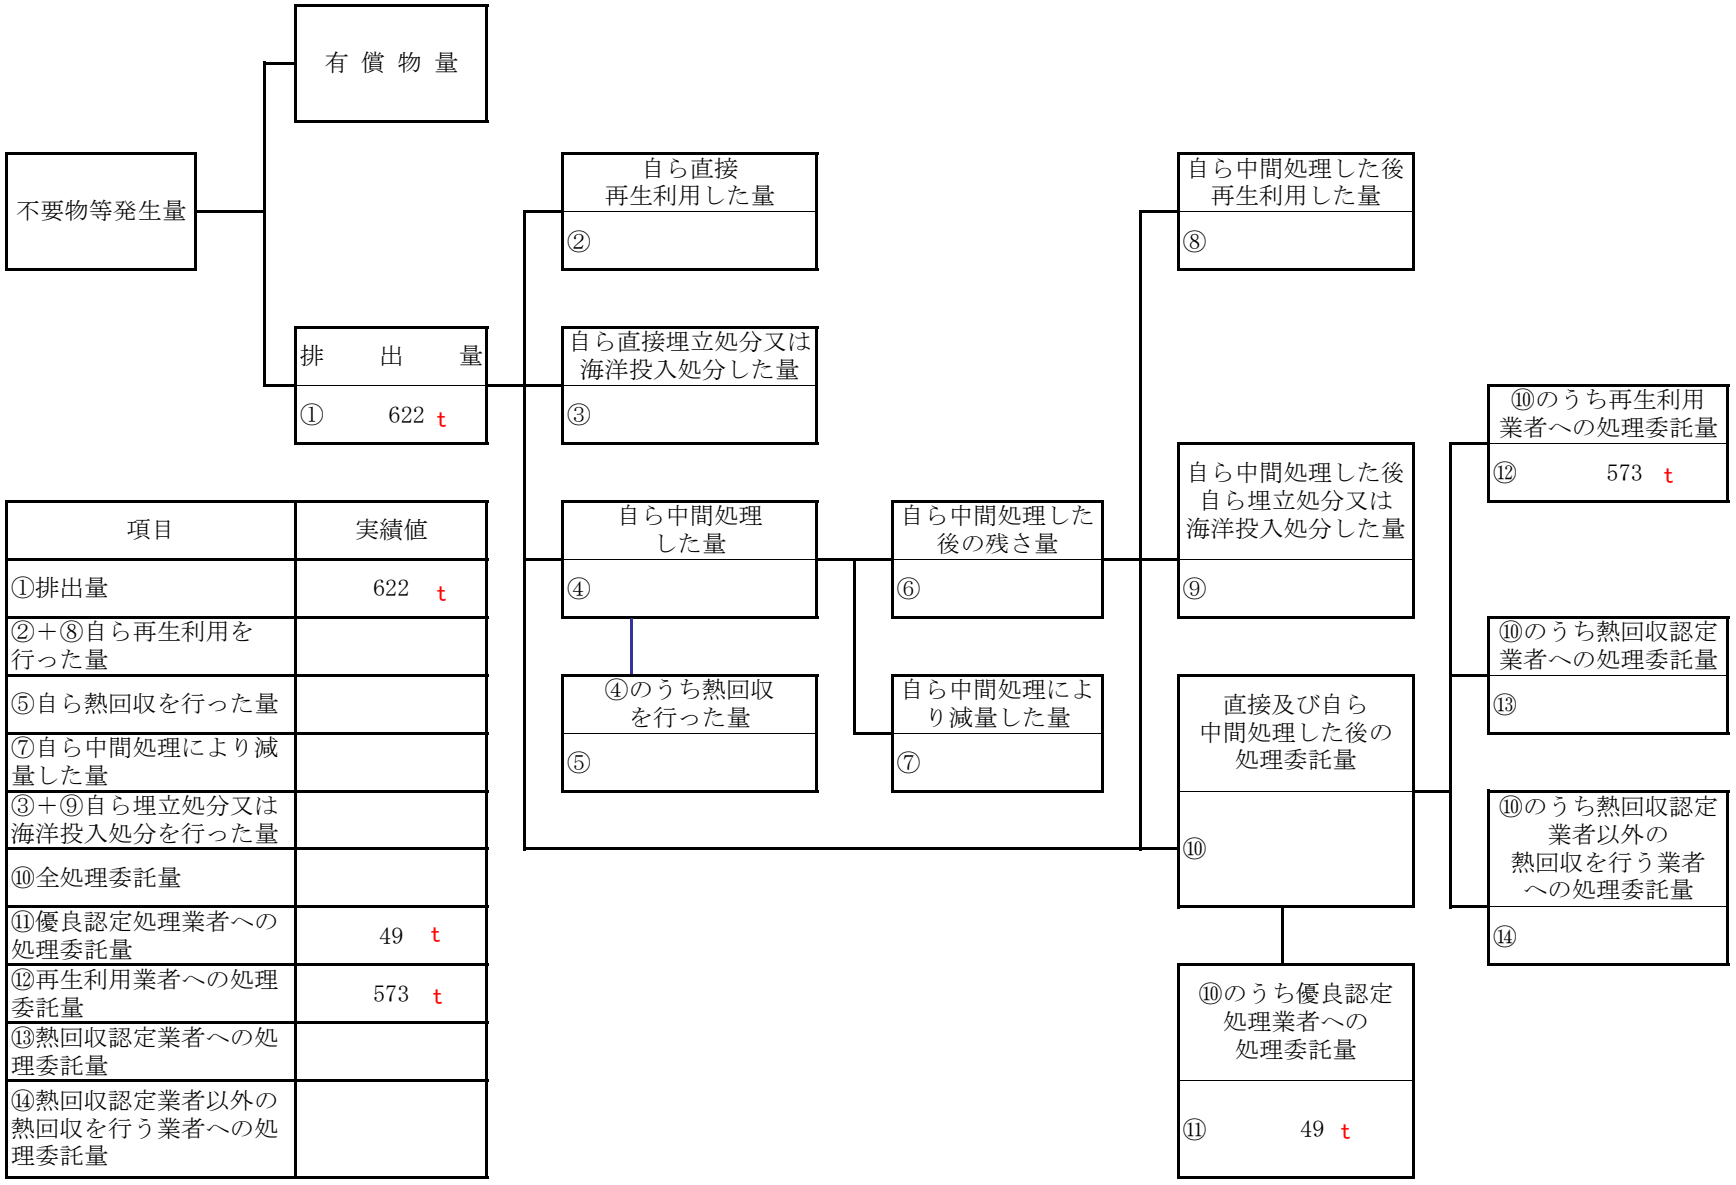 有償物量
不要物等発生量
自ら直接
再生利用した量
②
自ら中間処理した後
再生利用した量
⑧
排出量
① 622 t
自ら直接埋立処分又は
海洋投入処分した量
③
⑩のうち再生利用
業者への処理委託量
⑫ 573 t
自ら中間処理
した量
④
自ら中間処理した
後の残さ量
⑥
自ら中間処理した後
自ら埋立処分又は
海洋投入処分した量
⑨
⑩のうち熱回収認定
業者への処理委託量
⑬
④のうち熱回収
を行った量
⑤
自ら中間処理によ
り減量した量
⑦
直接及び自ら
中間処理した後の
処理委託量
⑩
⑩のうち熱回収認定
業者以外の
熱回収を行う業者
への処理委託量
⑭
⑩のうち優良認定
処理業者への
処理委託量
⑪ 49 t
項目 実績値
①排出量 622 t
②＋⑧自ら再生利用を
行った量
⑤自ら熱回収を行った量
⑦自ら中間処理により減
量した量
③＋⑨自ら埋立処分又は
海洋投入処分を行った量
⑩全処理委託量
⑪優良認定処理業者への
処理委託量 49 t
⑫再生利用業者への処理
委託量 573 t
⑬熱回収認定業者への処
理委託量
⑭熱回収認定業者以外の
熱回収を行う業者への処
理委託量